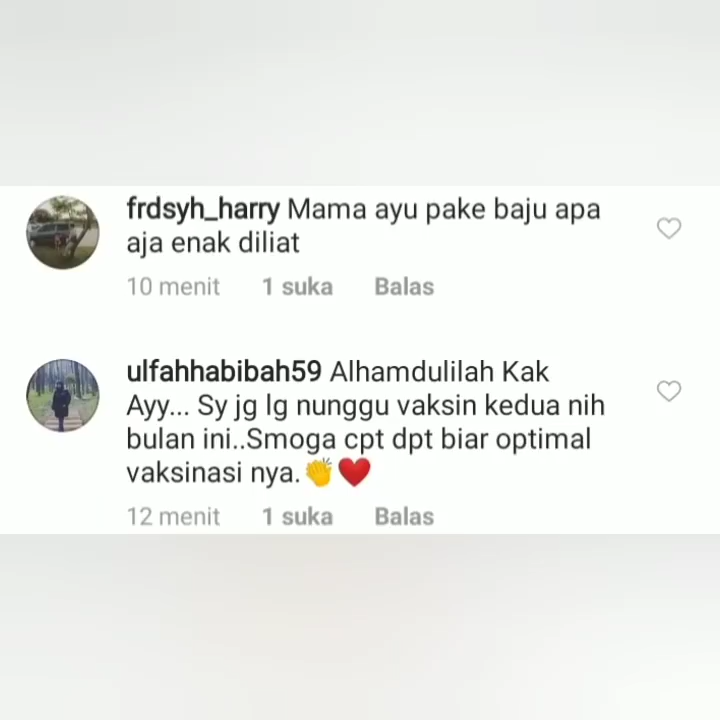 frdsyh_harry Mama ayu pake baju apa
aja enak diliat
10 menit 1 suka Balas
ulfahhabibah59 Alhamdulilah Kak
Ayy... Sy jg lg nunggu vaksin kedua nih
bulan ini..Smoga cpt dpt biar optimal
vaksinasi nya.👏❤️
12 menit 1 suka Balas